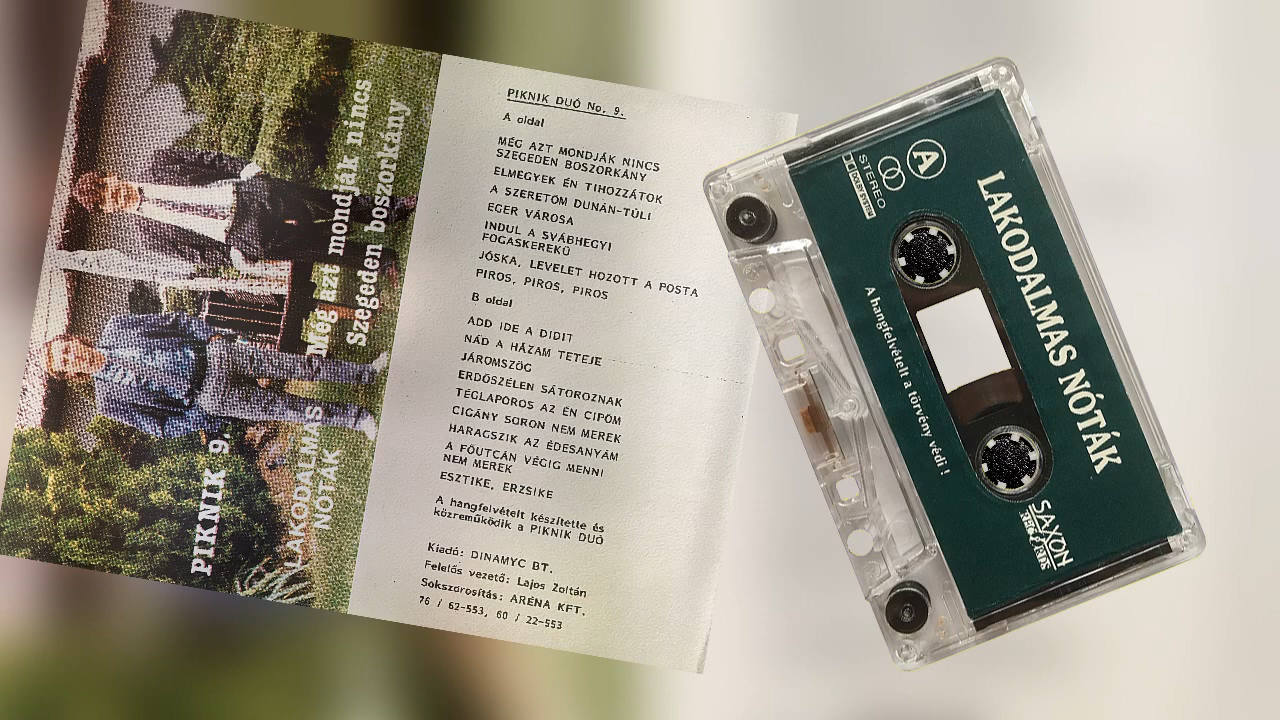 PIKNIK 9.
LAKODALMAS
NÓTÁK
Még azt mondják nincs
Szegeden boszorkány
PIKNIK DUÓ No. 9.
A oldal
MÉG AZT MONDJÁK NINCS
SZEGEDEN BOSZORKÁNY
ELMEGYEK ÉN TIHOZZÁTOK
A SZERETŐM DUNÁN-TÚLI
EGER VÁROSA
INDUL A SVÁBHEGYI
FOGASKEREKŰ
JÓSKA, LEVELET HOZOTT A POSTA
PIROS, PIROS, PIROS
B oldal
ADD IDE A DIDIT
NÁD A HÁZAM TETEJE
JÁROMSZÖG
ERDŐSZÉLEN SÁTOROZNAK
TÉGLAPOROS AZ ÉN CIPŐM
CIGÁNY SORON NEM MEREK
HARAGSZIK AZ ÉDESANYÁM
A FŐUTCÁN VÉGIG MENNI
NEM MEREK
ESZTIKE, ERZSIKE
A hangfelvételt készítette és
közreműködik a PIKNIK DUÓ
Kiadó: DINAMYC BT.
Felelős vezető: Lajos Zoltán
Sokszorosítás: ARÉNA KFT.
76 / 62-553, 60 / 22-553
A
STEREO
DOLBY SYSTEM
LAKODALMAS NÓTÁK
A hangfelvételt a törvény védi !
SAXON
RECORDS